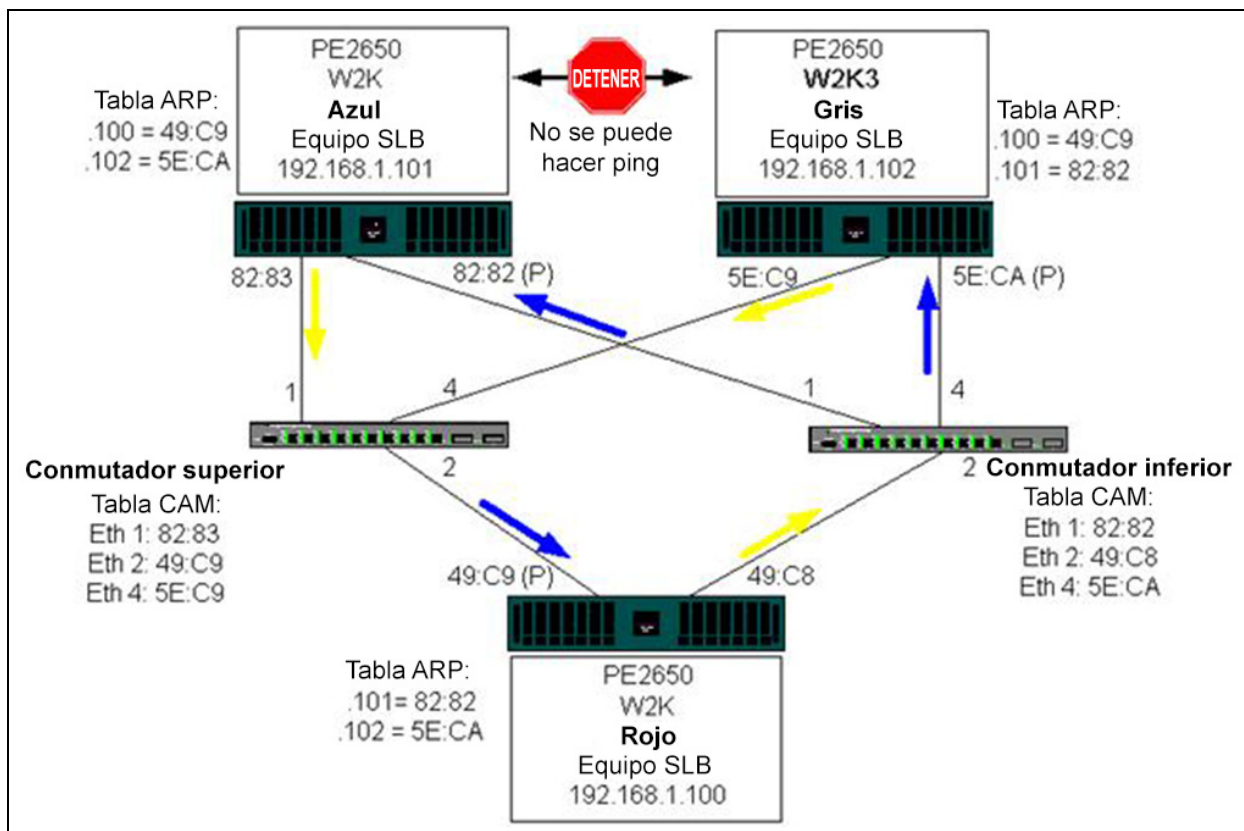 PE2650
W2K
Azul
Equipo SLB
192.168.1.101
DETENER
No se puede
hacer ping
PE2650
W2K3
Gris
Equipo SLB
192.168.1.102
Tabla ARP:
.100 = 49:C9
.102 = 5E:CA
Tabla ARP:
.100 = 49:C9
.101 = 82:82
82:83
82:82 (P)
5E:C9
5E:CA (P)
1
4
1
4
Conmutador superior
2
2
Conmutador inferior
Tabla CAM:
Eth 1: 82:83
Eth 2: 49:C9
Eth 4: 5E:C9
Tabla CAM:
Eth 1: 82:82
Eth 2: 49:C8
Eth 4: 5E:CA
49:C9 (P)
49:C8
Tabla ARP:
.101= 82:82
.102 = 5E:CA
PE2650
W2K
Rojo
Equipo SLB
192.168.1.100